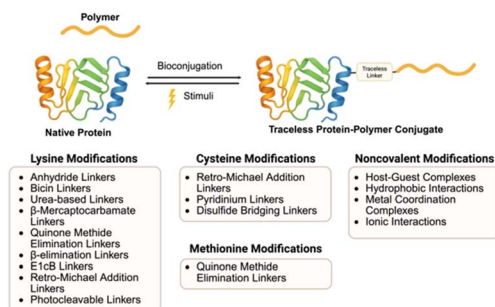 Polymer
Bioconjugation
Stimuli
Traceless
Linker
Native Protein
Traceless Protein-Polymer Conjugate
Lysine Modifications
• Anhydride Linkers
• Bicin Linkers
• Urea-based Linkers
• β-Mercaptocarbamate
Linkers
• Quinone Methide
Elimination Linkers
• β-elimination Linkers
• E1cB Linkers
• Retro-Michael Addition
Linkers
• Photocleavable Linkers
Cysteine Modifications
• Retro-Michael Addition
Linkers
• Pyridinium Linkers
• Disulfide Bridging Linkers
Methionine Modifications
• Quinone Methide
Elimination Linkers
Noncovalent Modifications
• Host-Guest Complexes
• Hydrophobic Interactions
• Metal Coordination
Complexes
• Ionic Interactions